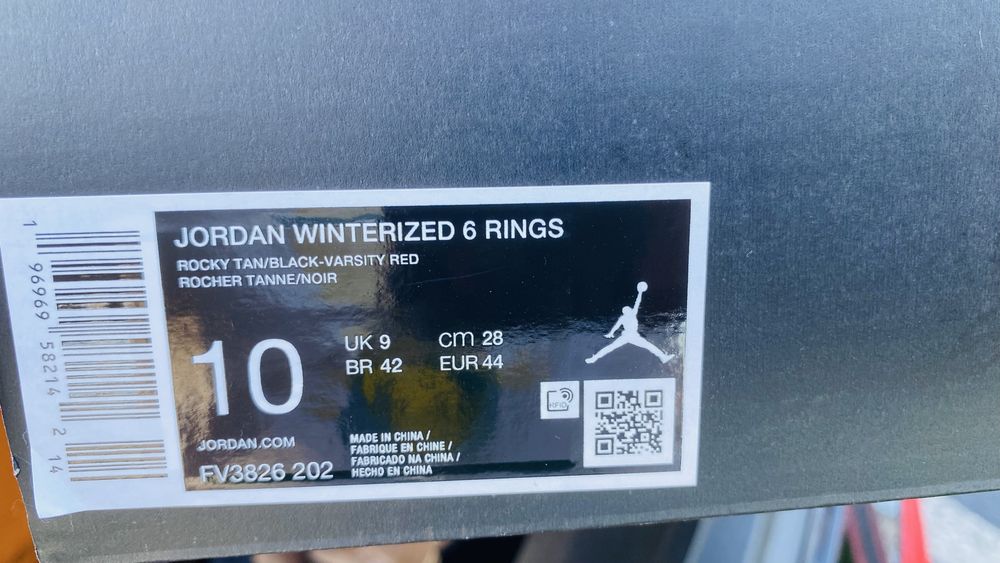 JORDAN WINTERIZED 6 RINGS
ROCKY TAN/BLACK-VARSITY RED
ROCHER TANNE/NOIR
10
UK 9
cm 28
BR 42
EUR 44
RFID
JORDAN.COM
FV3826 202
MADE IN CHINA /
FABRIQUE EN CHINE /
FABRICADO NA CHINA /
HECHO EN CHINA
1 96969 58214 2 14